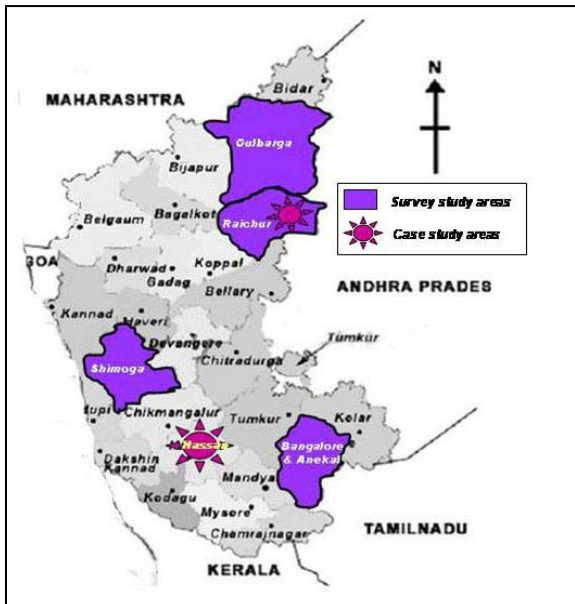 N
Bidar
MAHARASHTRA
Gulbarga
Bijapur
Survey study areas
Raichur
Bagalkot
Case study areas
Belgaum
GOA
Dharwad
Koppal
Gadag
ANDHRA PRADES
Bellary
Kannad
Haveri
Devangere
Tumkur
Chitradurga
Shimoga
Chikmangalur
Tumkur
Kolar
Hassan
Bangalore
& Anekal
Dakshin
Kannad
Mandya
Kodagu
Mysore
TAMILNADU
Chamrajnagar
KERALA